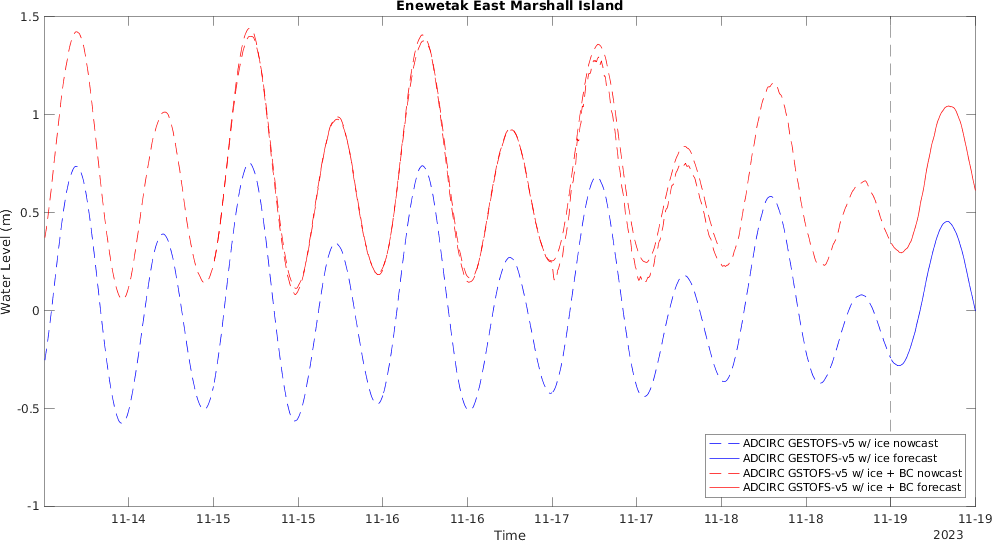 Enewetak East Marshall Island
1.5
1
0.5
0
-0.5
-1
Water Level (m)
ADCIRC GESTOFS-v5 w/ ice nowcast
ADCIRC GESTOFS-v5 w/ ice forecast
ADCIRC GSTOFS-v5 w/ ice + BC nowcast
ADCIRC GSTOFS-v5 w/ ice + BC forecast
11-14 11-15 11-15 11-16 11-16 11-17 11-17 11-18 11-18 11-19 11-19
Time
2023